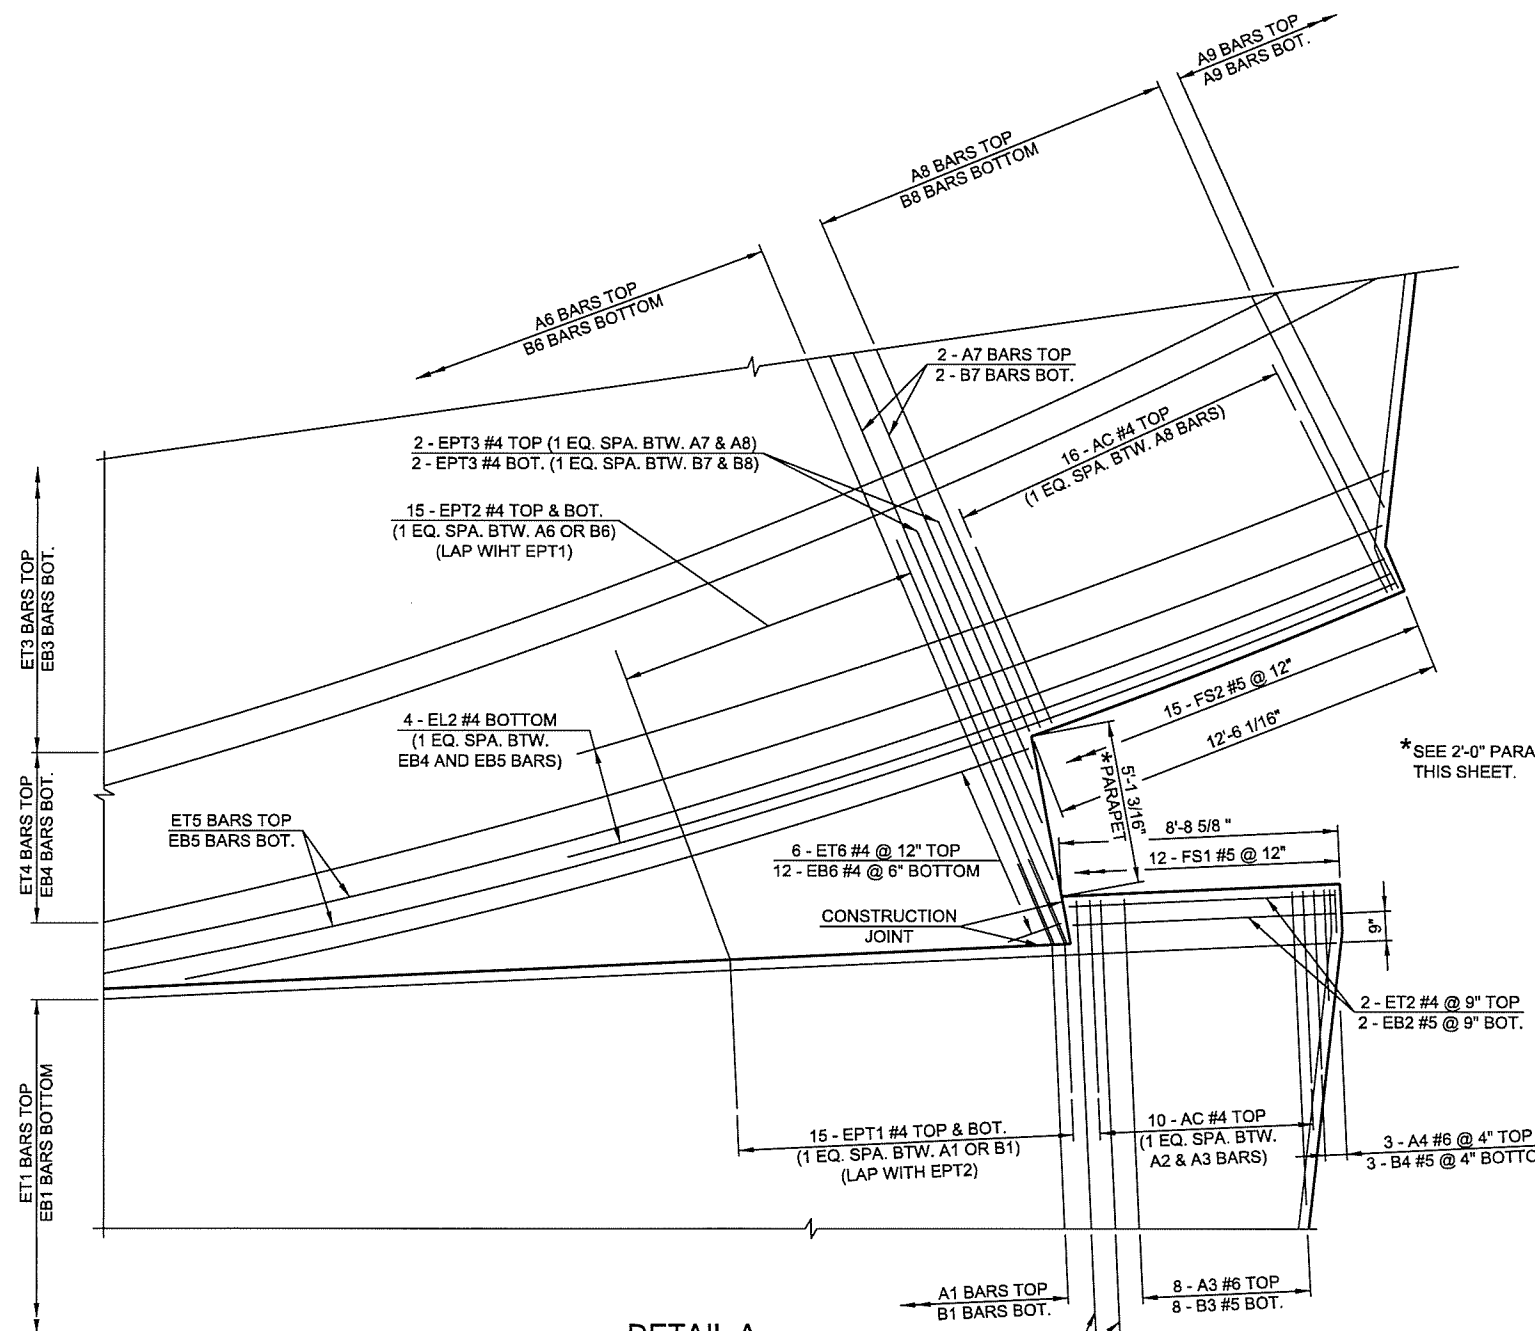 A9 BARS TOP
A9 BARS BOT.
A8 BARS TOP
B8 BARS BOTTOM
A6 BARS TOP
B6 BARS BOTTOM
2 - A7 BARS TOP
2 - B7 BARS BOT.
2 - EPT3 #4 TOP (1 EQ. SPA. BTW. A7 & A8)
2 - EPT3 #4 BOT. (1 EQ. SPA. BTW. B7 & B8)
16 - AC #4 TOP
(1 EQ. SPA. BTW. A8 BARS)
15 - EPT2 #4 TOP & BOT.
(1 EQ. SPA. BTW. A6 OR B6)
(LAP WIHT EPT1)
ET3 BARS TOP
EB3 BARS BOT.
4 - EL2 #4 BOTTOM
(1 EQ. SPA. BTW.
EB4 AND EB5 BARS)
15 - FS2 #5 @ 12"
12'-6 1/16"
*SEE 2'-0" PARA
THIS SHEET.
5'-1 3/16"
*PARAPET
ET4 BARS TOP
EB4 BARS BOT.
ET5 BARS TOP
EB5 BARS BOT.
8'-8 5/8 "
12 - FS1 #5 @ 12"
6 - ET6 #4 @ 12" TOP
12 - EB6 #4 @ 6" BOTTOM
CONSTRUCTION
JOINT
9"
2 - ET2 #4 @ 9" TOP
2 - EB2 #5 @ 9" BOT.
ET1 BARS TOP
EB1 BARS BOTTOM
15 - EPT1 #4 TOP & BOT.
(1 EQ. SPA. BTW. A1 OR B1)
(LAP WITH EPT2)
10 - AC #4 TOP
(1 EQ. SPA. BTW.
A2 & A3 BARS)
3 - A4 #6 @ 4" TOP
3 - B4 #5 @ 4" BOTTO
A1 BARS TOP
B1 BARS BOT.
8 - A3 #6 TOP
8 - B3 #5 BOT.
DETAIL A